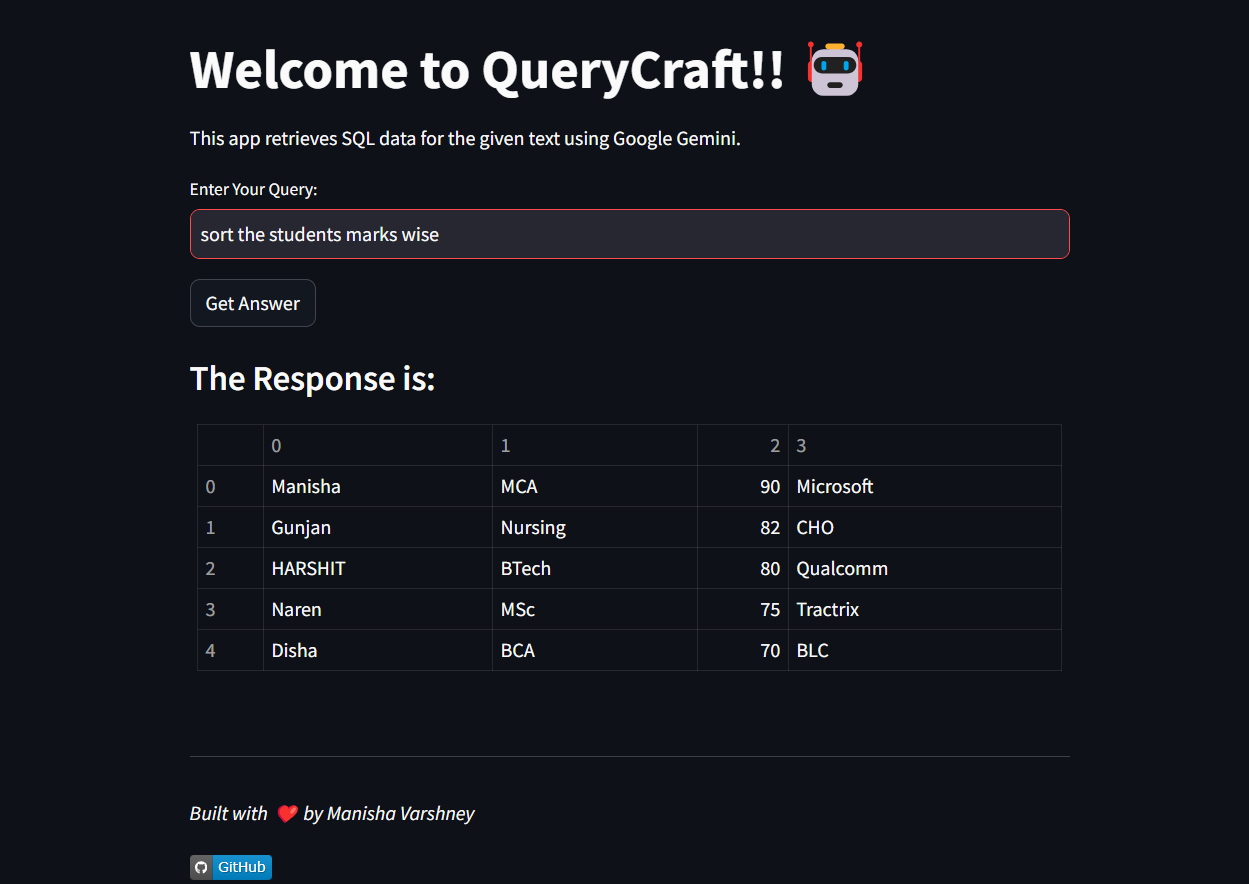 Welcome to QueryCraft!!
This app retrieves SQL data for the given text using Google Gemini.
Enter Your Query:
sort the students marks wise
Get Answer
The Response is:
0 1 2 3
0 Manisha MCA 90 Microsoft
1 Gunjan Nursing 82 CHO
2 HARSHIT BTech 80 Qualcomm
3 Naren MSc 75 Tractrix
4 Disha BCA 70 BLC
Built with ❤️ by Manisha Varshney
GitHub